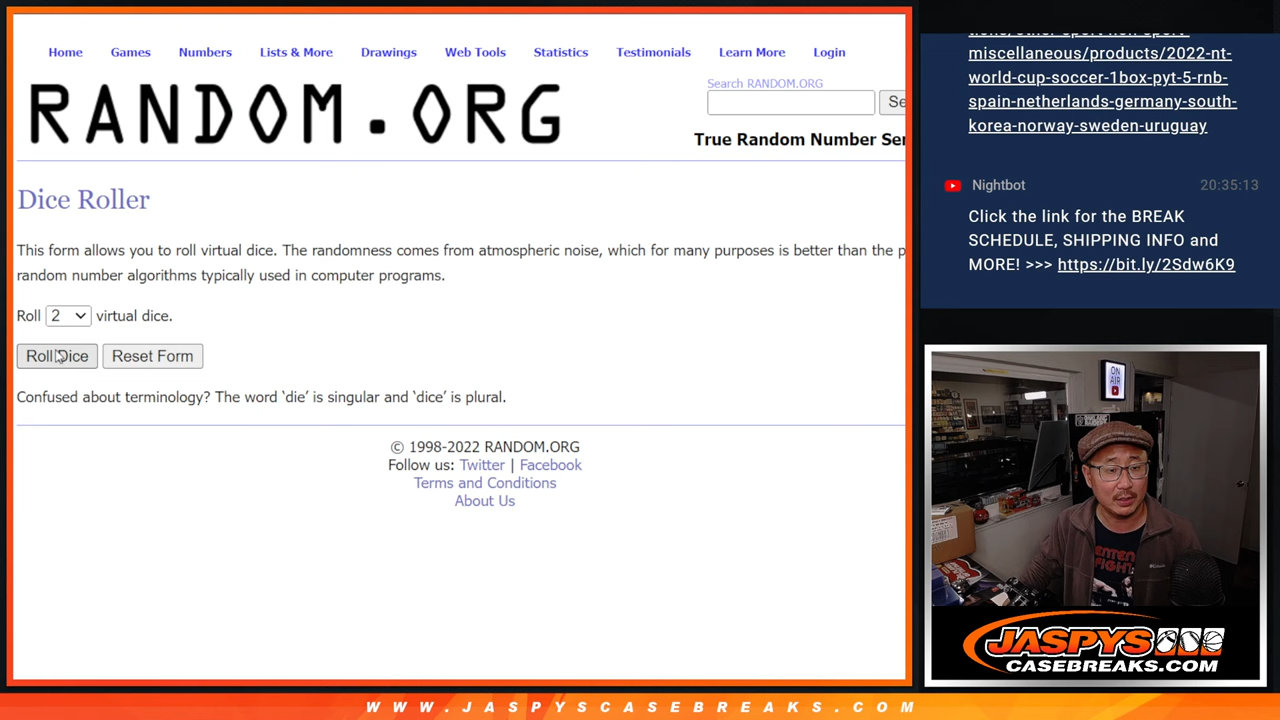 Home Games Numbers Lists & More Drawings Web Tools Statistics Testimonials Learn More Login
RANDOM.ORG
Search RANDOM.ORG
Se
True Random Number Ser
Dice Roller
This form allows you to roll virtual dice. The randomness comes from atmospheric noise, which for many purposes is better than the p
random number algorithms typically used in computer programs.
Roll 2 virtual dice.
Roll Dice Reset Form
Confused about terminology? The word ‘die’ is singular and ‘dice’ is plural.
© 1998-2022 RANDOM.ORG
Follow us: Twitter | Facebook
Terms and Conditions
About Us
miscellaneous/products/2022-nt-
world-cup-soccer-1box-pyt-5-rnb-
spain-netherlands-germany-south-
korea-norway-sweden-uruguay
Nightbot 20:35:13
Click the link for the BREAK
SCHEDULE, SHIPPING INFO and
MORE! >>> https://bit.ly/2Sdw6K9
ON
AIR
JASPYS
CASEBREAKS.COM
WWW.JASPYSCASEBREAKS.COM